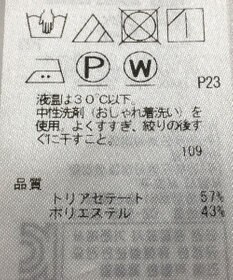 P W
P23
液温は30℃以下。
中性洗剤(おしゃれ着洗い)を
使用。よくすすぎ、絞りの後す
ぐに干すこと。
109
品質
トリアセテート 57%
ポリエステル 43%